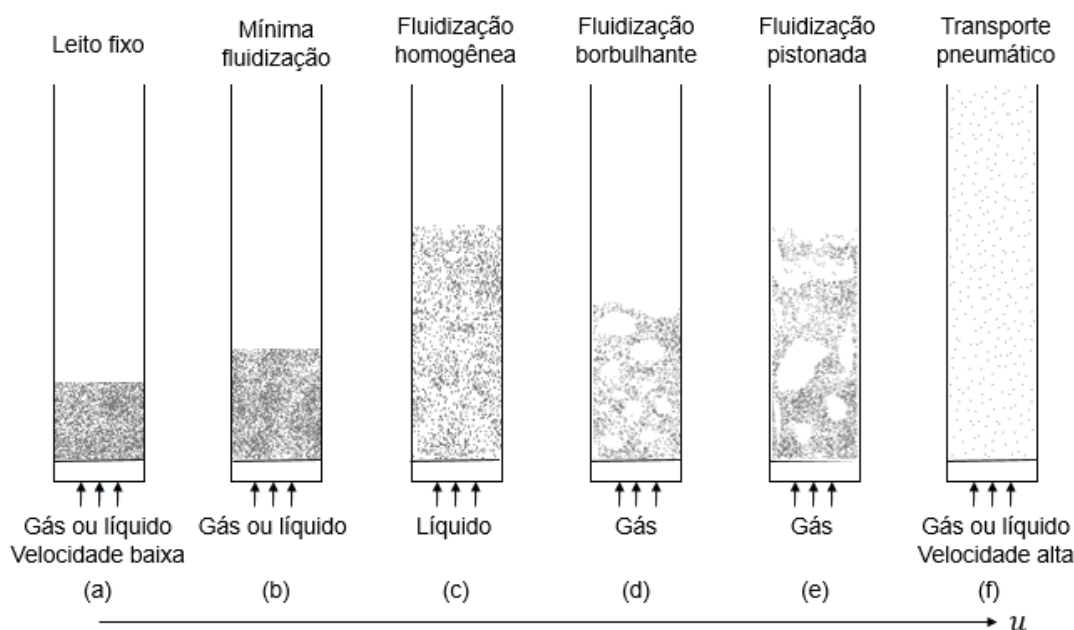 Leito fixo
Mínima
fluidização
Fluidização
homogênea
Fluidização
borbulhante
Fluidização
pistonada
Transporte
pneumático
Gás ou líquido
Velocidade baixa
(a)
Gás ou líquido
(b)
Líquido
(c)
Gás
(d)
Gás
(e)
Gás ou líquido
Velocidade alta
(f)
u